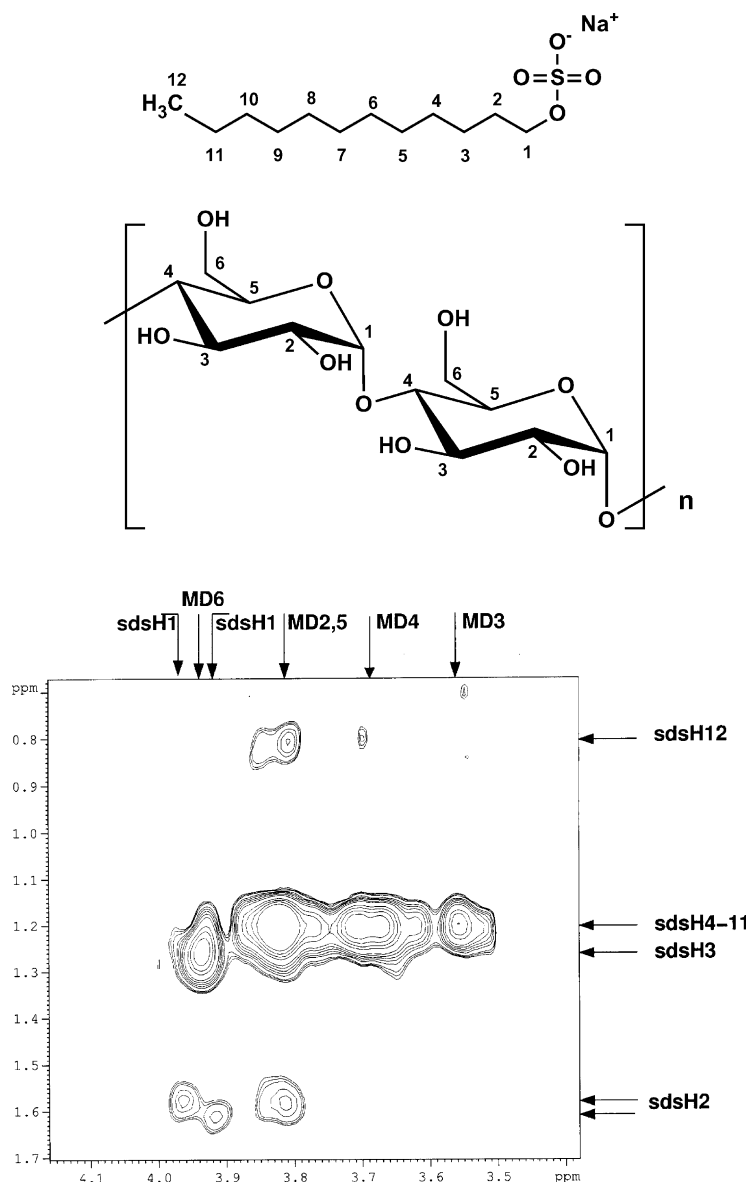 Na⁺
O⁻
O=S=O
O
12
H₃C
10
8
6
4
2
11
9
7
5
3
1
OH
6
4
5
O
1
HO
3
2
OH
O
OH
6
4
5
O
1
HO
3
2
OH
O
n
MD6
sdsH1
sdsH1
MD2,5
MD4
MD3
ppm
0.8
0.9
1.0
1.1
1.2
1.3
1.4
1.5
1.6
1.7
sdsH12
sdsH4-11
sdsH3
sdsH2
4.1
4.0
3.9
3.8
3.7
3.6
3.5
ppm